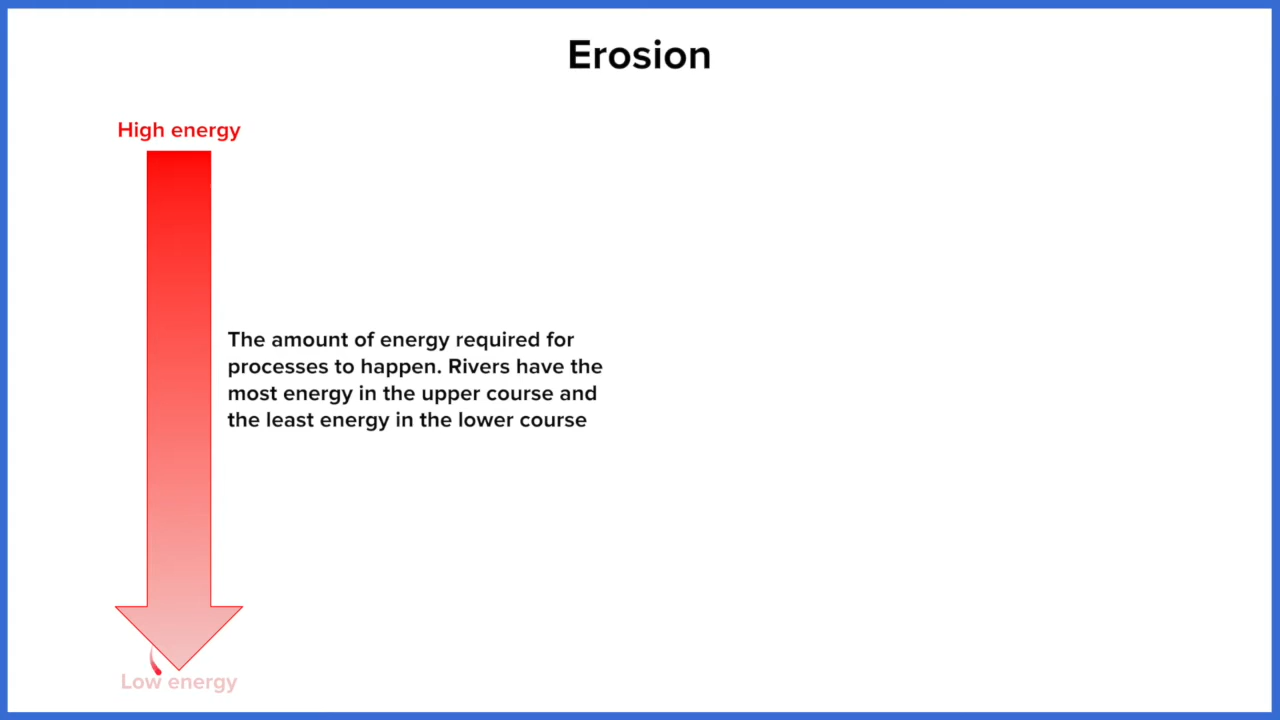 Erosion
High energy
The amount of energy required for
processes to happen. Rivers have the
most energy in the upper course and
the least energy in the lower course
Low energy